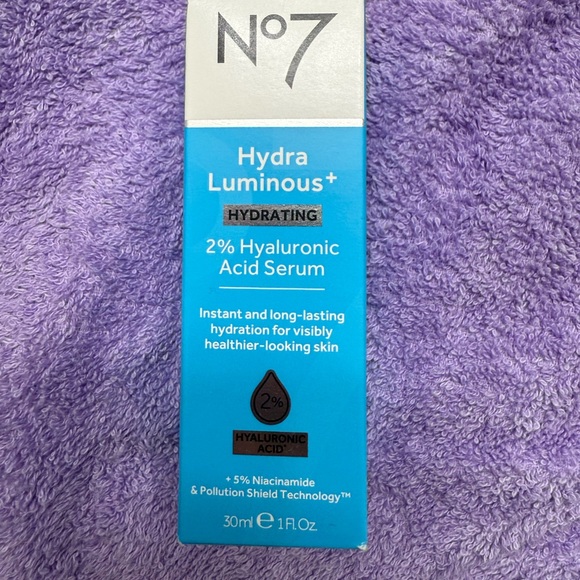 No7
Hydra
Luminous+
HYDRATING
2% Hyaluronic
Acid Serum
Instant and long-lasting
hydration for visibly
healthier-looking skin
2%
HYALURONIC
ACID*
+ 5% Niacinamide
& Pollution Shield Technology™
30ml ℮ 1 Fl. Oz.